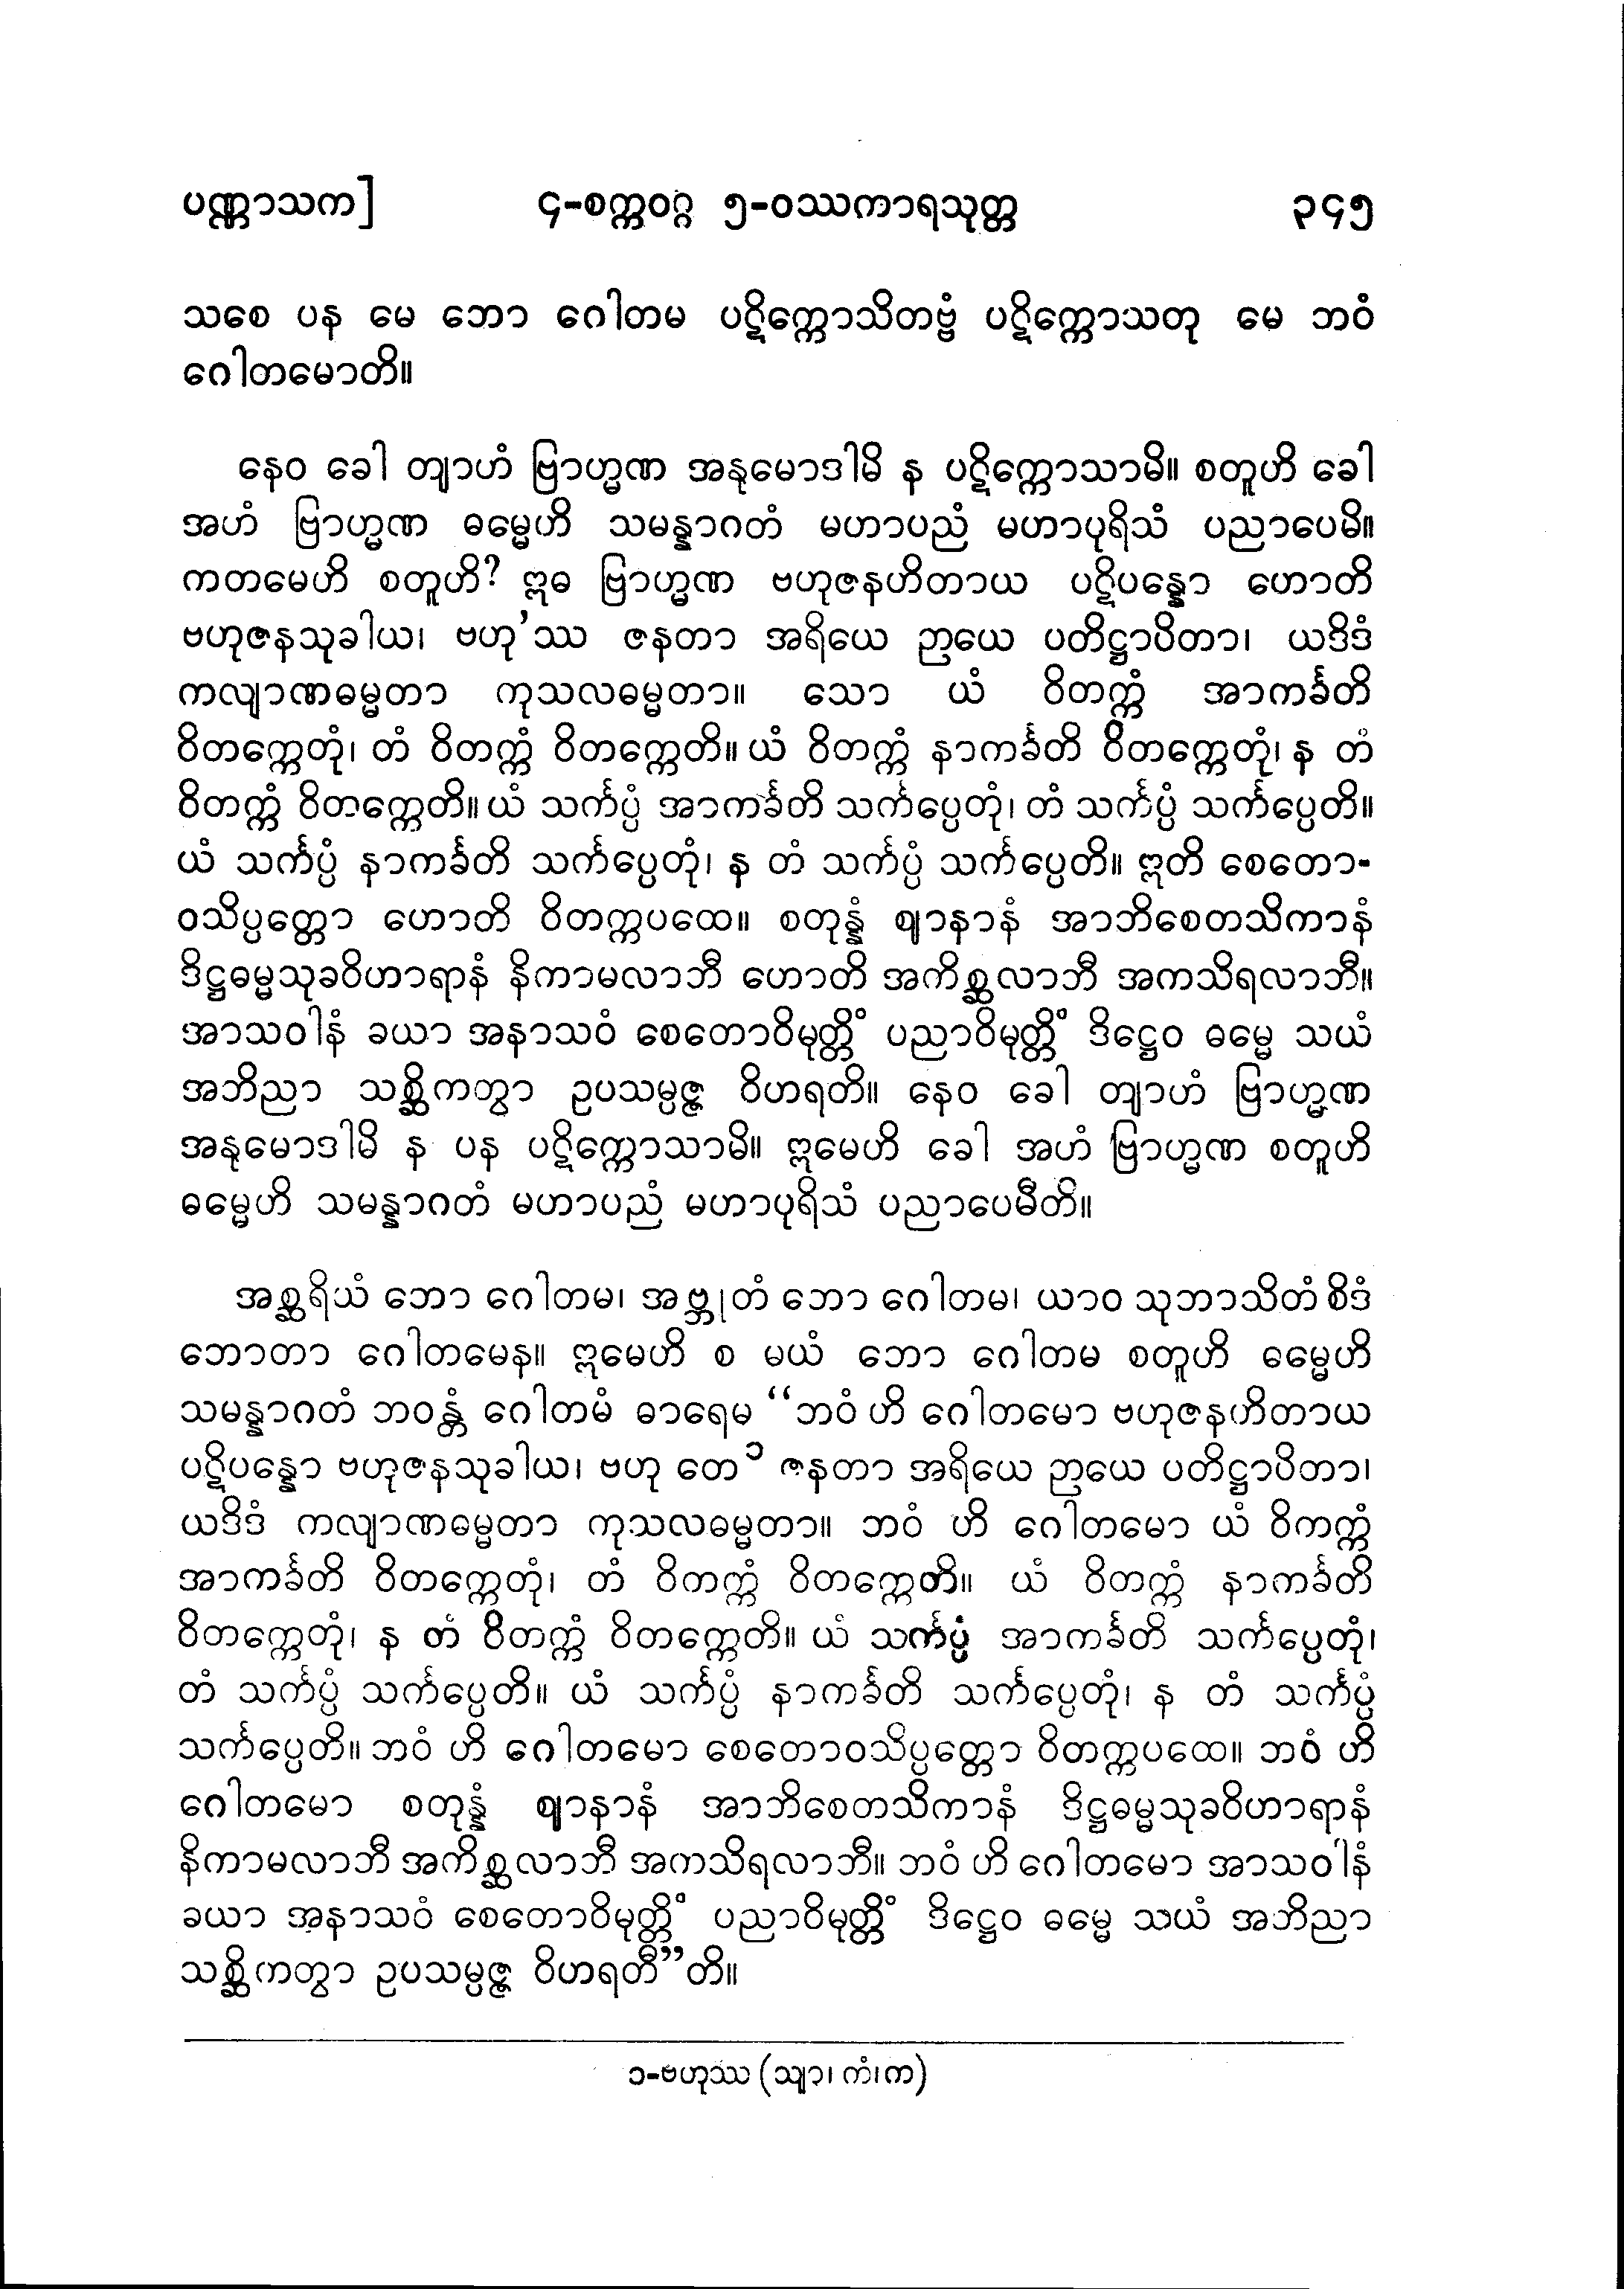 ပဏ္ဏာသက] ၄-စက္ကဝဂ္ဂ ၅-ဝဿကာရသုတ္တ ၃၄၅
သစေ ပန မေ ဘော ဂေါတမ ပဋိက္ကောသိတဗ္ဗံ ပဋိက္ကောသတု မေ ဘဝံ
ဂေါတမောတိ။
နေဝ ခေါ တျာဟံ ဗြာဟ္မဏ အနုမောဒါမိ န ပဋိက္ကောသာမိ။ စတူဟိ ခေါ
အဟံ ဗြာဟ္မဏ ဓမ္မေဟိ သမန္နာဂတံ မဟာပညံ မဟာပုရိသံ ပညာပေမိ။
ကတမေဟိ စတူဟိ? ဣဓ ဗြာဟ္မဏ ဗဟုဇနဟိတာယ ပဋိပန္နော ဟောတိ
ဗဟုဇနသုခါယ၊ ဗဟု’ဿ ဇနတာ အရိယေ ဉာယေ ပတိဋ္ဌာပိတာ၊ ယဒိဒံ
ကလျာဏဓမ္မတာ ကုသလဓမ္မတာ။ သော ယံ ဝိတက္ကံ အာကင်္ခတိ
ဝိတက္ကေတုံ၊ တံ ဝိတက္ကံ ဝိတက္ကေတိ။ ယံ ဝိတက္ကံ နာကင်္ခတိ ဝိတက္ကေတုံ၊ န တံ
ဝိတက္ကံ ဝိတက္ကေတိ။ ယံ သင်္ကပ္ပံ အာကင်္ခတိ သင်္ကပ္ပေတုံ၊ တံ သင်္ကပ္ပံ သင်္ကပ္ပေတိ။
ယံ သင်္ကပ္ပံ နာကင်္ခတိ သင်္ကပ္ပေတုံ၊ န တံ သင်္ကပ္ပံ သင်္ကပ္ပေတိ။ ဣတိ စေတော-
ဝသိပ္ပတ္တော ဟောတိ ဝိတက္ကပထေ။ စတုန္နံ ဈာနာနံ အာဘိစေတသိကာနံ
ဒိဋ္ဌဓမ္မသုခဝိဟာရာနံ နိကာမလာဘီ ဟောတိ အကိစ္ဆလာဘီ အကသိရလာဘီ။
အာသဝါနံ ခယာ အနာသဝံ စေတောဝိမုတ္တိံ ပညာဝိမုတ္တိံ ဒိဋ္ဌေဝ ဓမ္မေ သယံ
အဘိညာ သစ္ဆိကတွာ ဥပသမ္ပဇ္ဇ ဝိဟရတိ။ နေဝ ခေါ တျာဟံ ဗြာဟ္မဏ
အနုမောဒါမိ န ပန ပဋိက္ကောသာမိ။ ဣမေဟိ ခေါ အဟံ ဗြာဟ္မဏ စတူဟိ
ဓမ္မေဟိ သမန္နာဂတံ မဟာပညံ မဟာပုရိသံ ပညာပေမီတိ။
အစ္ဆရိယံ ဘော ဂေါတမ၊ အဗ္ဘုတံ ဘော ဂေါတမ၊ ယာဝ သုဘာသိတံ စိဒံ
ဘောတာ ဂေါတမေန။ ဣမေဟိ စ မယံ ဘော ဂေါတမ စတူဟိ ဓမ္မေဟိ
သမန္နာဂတံ ဘဝန္တံ ဂေါတမံ ဓာရေမ “ဘဝံ ဟိ ဂေါတမော ဗဟုဇနဟိတာယ
ပဋိပန္နော ဗဟုဇနသုခါယ၊ ဗဟု တေ ၁ ဇနတာ အရိယေ ဉာယေ ပတိဋ္ဌာပိတာ၊
ယဒိဒံ ကလျာဏဓမ္မတာ ကုသလဓမ္မတာ။ ဘဝံ ဟိ ဂေါတမော ယံ ဝိကက္ကံ
အာကင်္ခတိ ဝိတက္ကေတုံ၊ တံ ဝိကက္ကံ ဝိတက္ကေတိ။ ယံ ဝိတက္ကံ နာကင်္ခတိ
ဝိတက္ကေတုံ၊ န တံ ဝိတက္ကံ ဝိတက္ကေတိ။ ယံ သင်္ကပ္ပံ အာကင်္ခတိ သင်္ကပ္ပေတုံ၊
တံ သင်္ကပ္ပံ သင်္ကပ္ပေတိ။ ယံ သင်္ကပ္ပံ နာကင်္ခတိ သင်္ကပ္ပေတုံ၊ န တံ သင်္ကပ္ပံ
သင်္ကပ္ပေတိ။ ဘဝံ ဟိ ဂေါတမော စေတောဝသိပ္ပတ္တော ဝိတက္ကပထေ။ ဘဝံ ဟိ
ဂေါတမော စတုန္နံ ဈာနာနံ အာဘိစေတသိကာနံ ဒိဋ္ဌဓမ္မသုခဝိဟာရာနံ
နိကာမလာဘီ အကိစ္ဆလာဘီ အကသိရလာဘီ။ ဘဝံ ဟိ ဂေါတမော အာသဝါနံ
ခယာ အနာသဝံ စေတောဝိမုတ္တိံ ပညာဝိမုတ္တိံ ဒိဋ္ဌေဝ ဓမ္မေ သယံ အဘိညာ
သစ္ဆိကတွာ ဥပသမ္ပဇ္ဇ ဝိဟရတီ”တိ။
၁-ဗဟုဿ (သျာ၊ ကံ၊က)